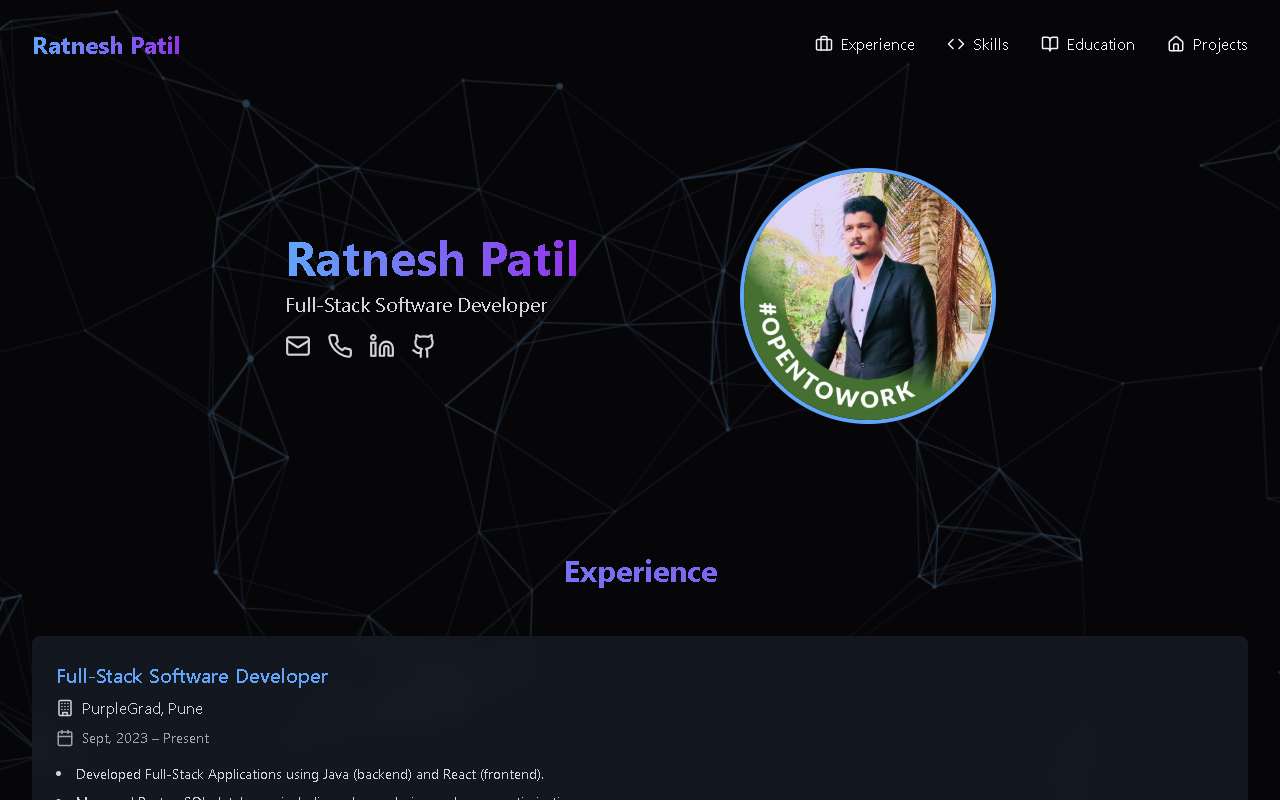 Ratnesh Patil
Experience
Skills
Education
Projects
Ratnesh Patil
Full-Stack Software Developer
#OPENTOWORK
Experience
Full-Stack Software Developer
PurpleGrad, Pune
Sept, 2023 – Present
Developed Full-Stack Applications using Java (backend) and React (frontend).